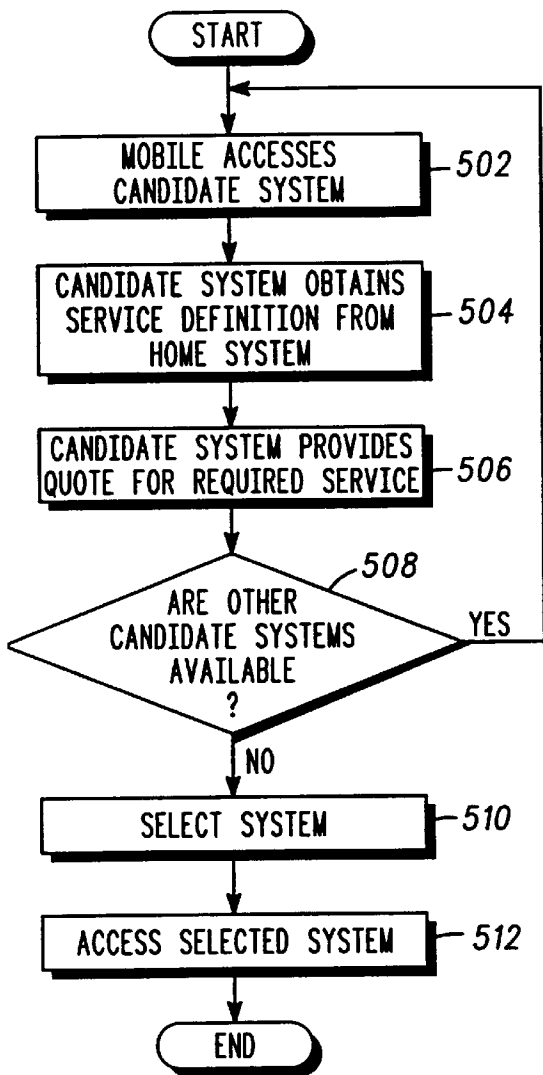 START
MOBILE ACCESSES
CANDIDATE SYSTEM
502
CANDIDATE SYSTEM OBTAINS
SERVICE DEFINITION FROM
HOME SYSTEM
504
CANDIDATE SYSTEM PROVIDES
QUOTE FOR REQUIRED SERVICE
506
508
ARE OTHER
CANDIDATE SYSTEMS
AVAILABLE
?
YES
NO
SELECT SYSTEM
510
ACCESS SELECTED SYSTEM
512
END